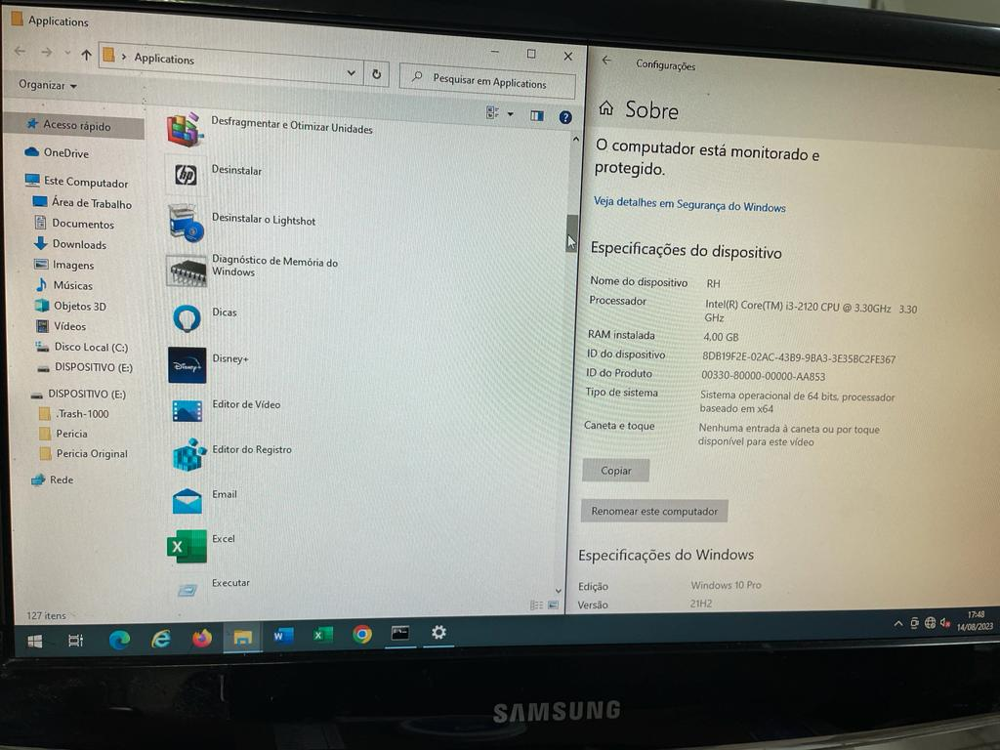 Applications
Applications
Pesquisar em Applications
Organizar
Acesso rápido
OneDrive
Este Computador
Área de Trabalho
Documentos
Downloads
Imagens
Músicas
Objetos 3D
Vídeos
Disco Local (C:)
DISPOSITIVO (E:)
DISPOSITIVO (E:)
.Trash-1000
Pericia
Pericia Original
Rede
127 itens
Desfragmentar e Otimizar Unidades
hp
Desinstalar
Desinstalar o Lightshot
Diagnóstico de Memória do
Windows
Dicas
Disney+
Disney+
Editor de Vídeo
Editor do Registro
Email
X
Excel
Executar
Configurações
Sobre
O computador está monitorado e
protegido.
Veja detalhes em Segurança do Windows
Especificações do dispositivo
Nome do dispositivo RH
Processador Intel(R) Core(TM) i3-2120 CPU @ 3.30GHz 3.30
GHz
RAM instalada 4,00 GB
ID do dispositivo 8DB19F2E-02AC-43B9-9BA3-3E35BC2FE367
ID do Produto 00330-80000-00000-AA853
Tipo de sistema Sistema operacional de 64 bits, processador
baseado em x64
Caneta e toque Nenhuma entrada à caneta ou por toque
disponível para este vídeo
Copiar
Renomear este computador
Especificações do Windows
Edição Windows 10 Pro
Versão 21H2
17:48
14/08/2023
SAMSUNG